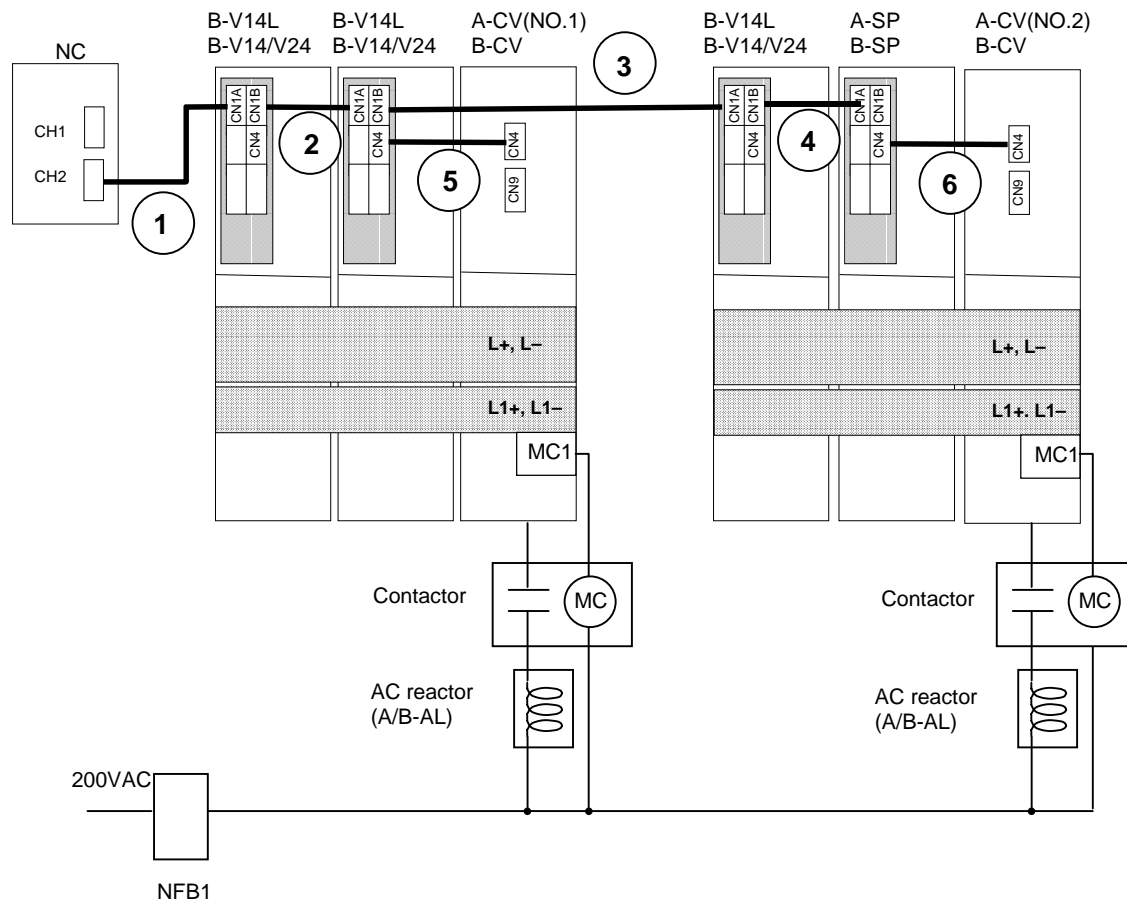 B-V14L B-V14L A-CV(NO.1) B-V14L A-SP A-CV(NO.2)
B-V14/V24 B-V14/V24 B-CV B-V14/V24 B-SP B-CV
NC
3
CN1A CN1B CN1A CN1B CN1A CN1B CN1A CN1B
CH1
CN4 CN4 CN4 CN4 CN4 CN4
2 4
CH2
5 6
CN9 CN9
1
L+, L– L+, L–
L1+, L1– L1+. L1–
MC1 MC1
Contactor MC Contactor MC
AC reactor AC reactor
(A/B-AL) (A/B-AL)
200VAC
NFB1